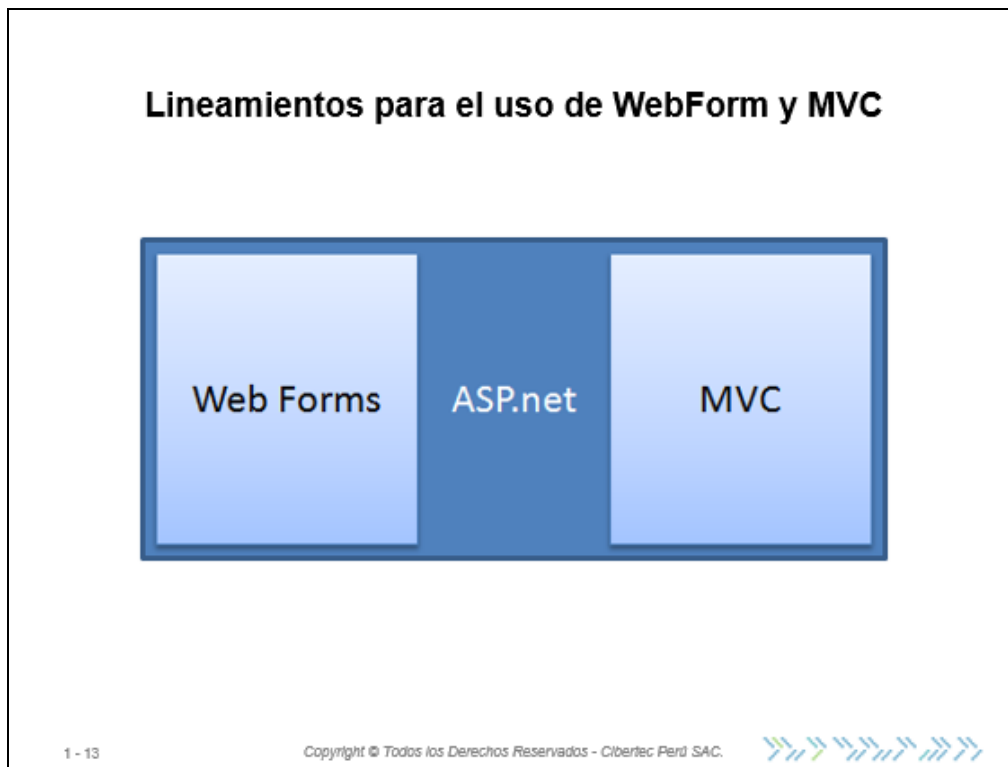 Lineamientos para el uso de WebForm y MVC
Web Forms
ASP.net
MVC
1 - 13
Copyright © Todos los Derechos Reservados - Cibertec Perú SAC.